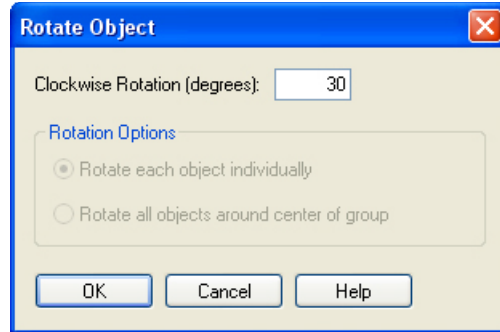 Rotate Object
Clockwise Rotation (degrees): 30
Rotation Options
Rotate each object individually
Rotate all objects around center of group
OK Cancel Help